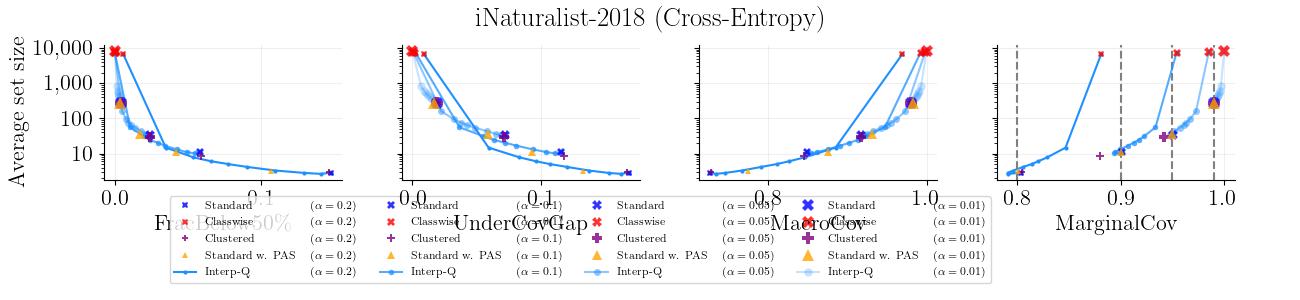 iNaturalist-2018 (Cross-Entropy)
Average set size
10,000
1,000
100
10
0.0 0.1
0.0 0.1
0.8 1.0
0.8 0.9 1.0
FracBelow50% UnderCovGap MacroCov MarginalCov
Standard (α = 0.2) Standard (α = 0.1) Standard (α = 0.05) Standard (α = 0.01)
Classwise (α = 0.2) Classwise (α = 0.1) Classwise (α = 0.05) Classwise (α = 0.01)
Clustered (α = 0.2) Clustered (α = 0.1) Clustered (α = 0.05) Clustered (α = 0.01)
Standard w. PAS (α = 0.2) Standard w. PAS (α = 0.1) Standard w. PAS (α = 0.05) Standard w. PAS (α = 0.01)
Interp-Q (α = 0.2) Interp-Q (α = 0.1) Interp-Q (α = 0.05) Interp-Q (α = 0.01)